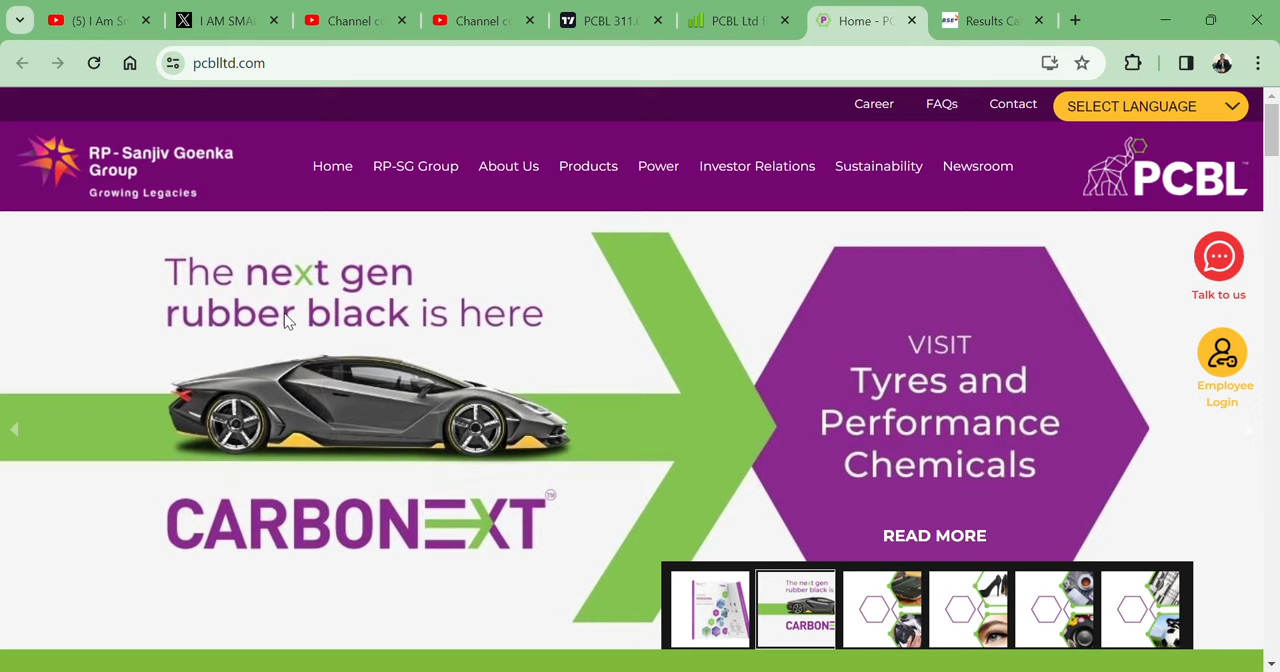 (5) I Am Sm
I AM SMA
Channel co
Channel co
PCBL 311.
PCBL Ltd f
Home - PC
BSE
Results Ca
pcblltd.com
Career
FAQs
Contact
SELECT LANGUAGE
RP - Sanjiv Goenka
Group
Growing Legacies
Home
RP-SG Group
About Us
Products
Power
Investor Relations
Sustainability
Newsroom
PCBL
The next gen
rubber black is here
CARBONEXT
VISIT
Tyres and
Performance
Chemicals
READ MORE
Talk to us
Employee
Login
The next gen
rubber black is
CARBONE